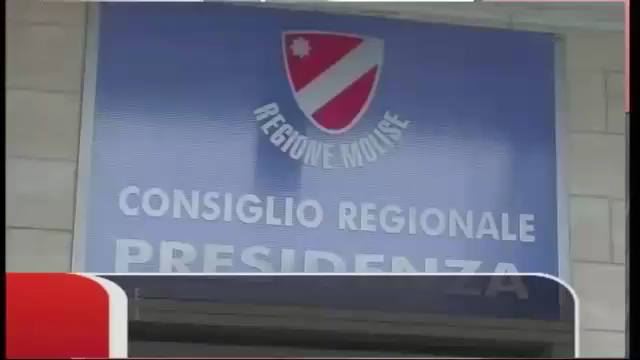 REGIONE MOLISE
CONSIGLIO REGIONALE
PRESIDENZA